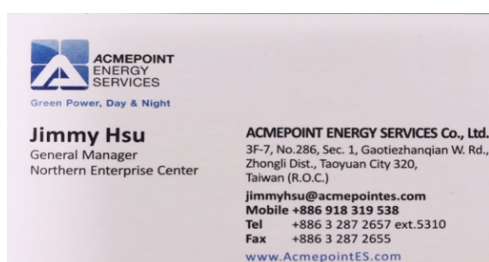 ACMEPOINT
ENERGY
SERVICES
Green Power, Day & Night
Jimmy Hsu
General Manager
Northern Enterprise Center
ACMEPOINT ENERGY SERVICES Co., Ltd.
3F-7, No.286, Sec. 1, Gaotiezhanqian W. Rd.,
Zhongli Dist., Taoyuan City 320,
Taiwan (R.O.C.)
jimmyhsu@acmepointes.com
Mobile +886 918 319 538
Tel +886 3 287 2657 ext.5310
Fax +886 3 287 2655
www.AcmepointES.com